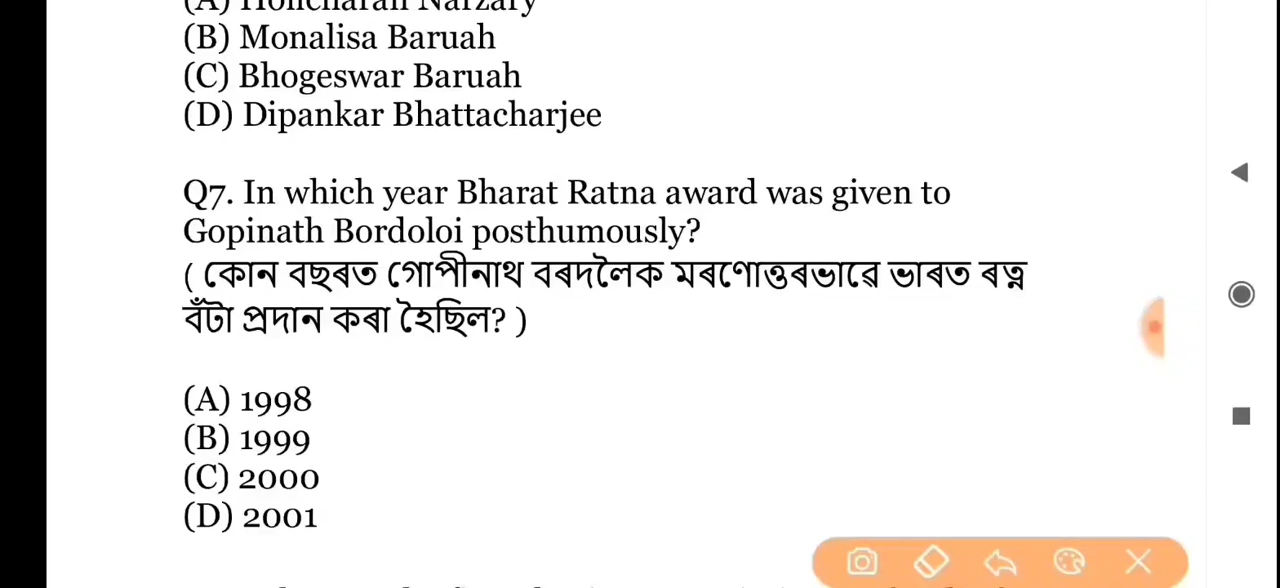 (B) Monalisa Baruah
(C) Bhogeswar Baruah
(D) Dipankar Bhattacharjee
Q7. In which year Bharat Ratna award was given to
Gopinath Bordoloi posthumously?
( কোন বছৰত গোপীনাথ বৰদলৈক মৰণোত্তৰভাৱে ভাৰত ৰত্ন
বঁটা প্ৰদান কৰা হৈছিল? )
(A) 1998
(B) 1999
(C) 2000
(D) 2001